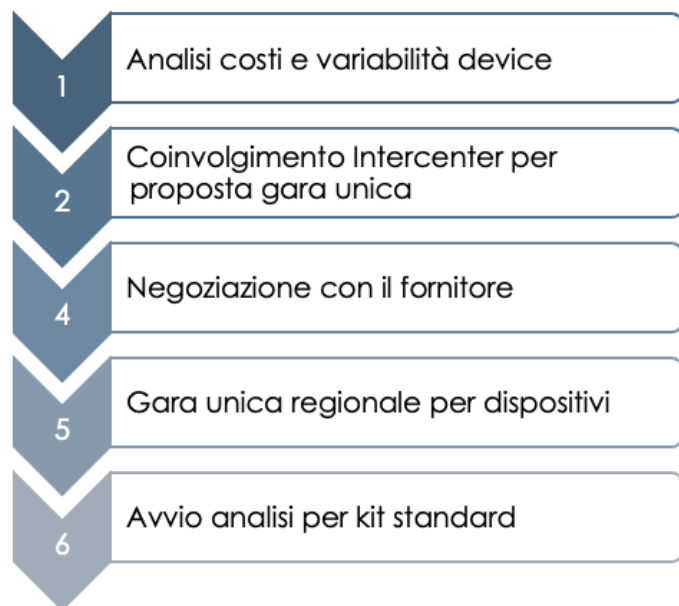 1
Analisi costi e variabilità device
2
Coinvolgimento Intercenter per
proposta gara unica
4
Negoziazione con il fornitore
5
Gara unica regionale per dispositivi
6
Avvio analisi per kit standard